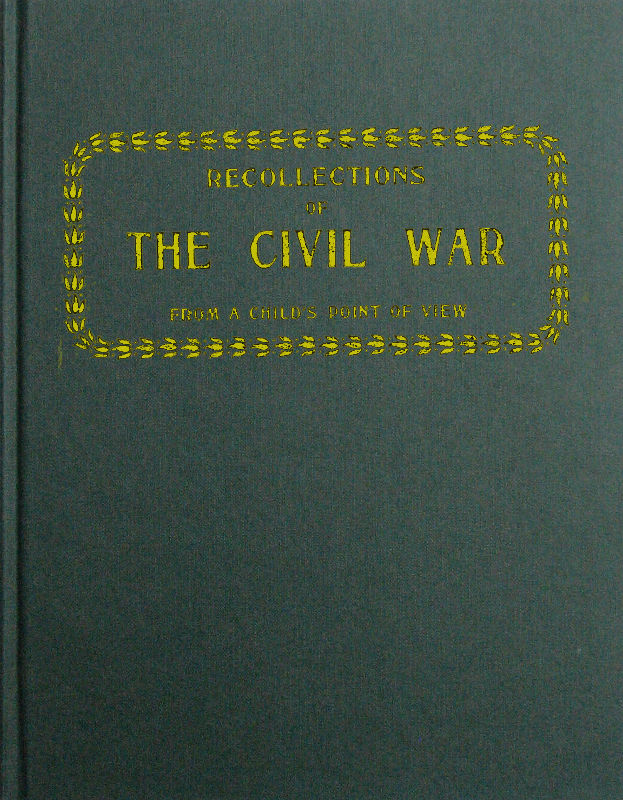 RECOLLECTIONS
OF
THE CIVIL WAR
FROM A CHILD'S POINT OF VIEW